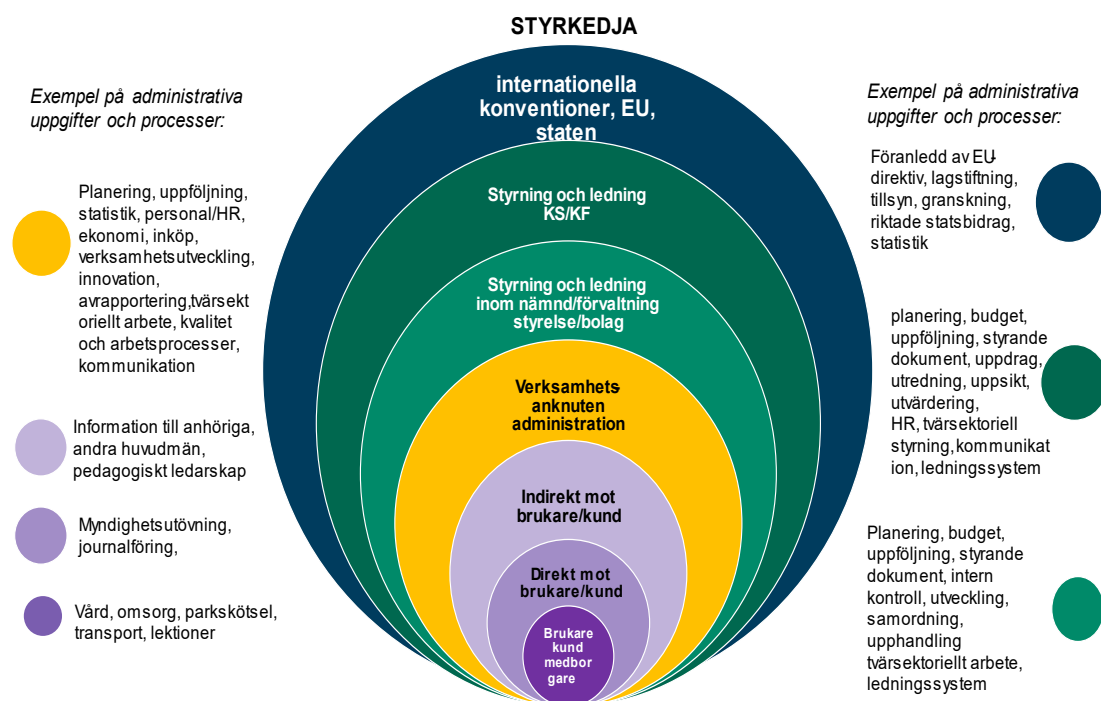 STYRKEDJA
Exempel på administrativa
uppgifter och processer:
Planering, uppföljning,
statistik, personal/HR,
ekonomi, inköp,
verksamhetsutveckling,
innovation,
avrapportering,tvärsekt
oriellt arbete, kvalitet
och arbetsprocesser,
kommunikation
Information till anhöriga,
andra huvudmän,
pedagogiskt ledarskap
Myndighetsutövning,
journalföring,
Vård, omsorg, parkskötsel,
transport, lektioner
internationella
konventioner, EU,
staten
Styrning och ledning
KS/KF
Styrning och ledning
inom nämnd/förvaltning
styrelse/bolag
Verksamhets-
anknuten
administration
Indirekt mot
brukare/kund
Direkt mot
brukare/kund
Brukare
kund
medbor
gare
Exempel på administrativa
uppgifter och processer:
Föranledd av EU-
direktiv, lagstiftning,
tillsyn, granskning,
riktade statsbidrag,
statistik
planering, budget,
uppföljning, styrande
dokument, uppdrag,
utredning, uppsikt,
utvärdering,
HR, tvärsektoriell
styrning, kommunikat
ion, ledningssystem
Planering, budget,
uppföljning, styrande
dokument, intern
kontroll, utveckling,
samordning,
upphandling
tvärsektoriellt arbete,
ledningssystem